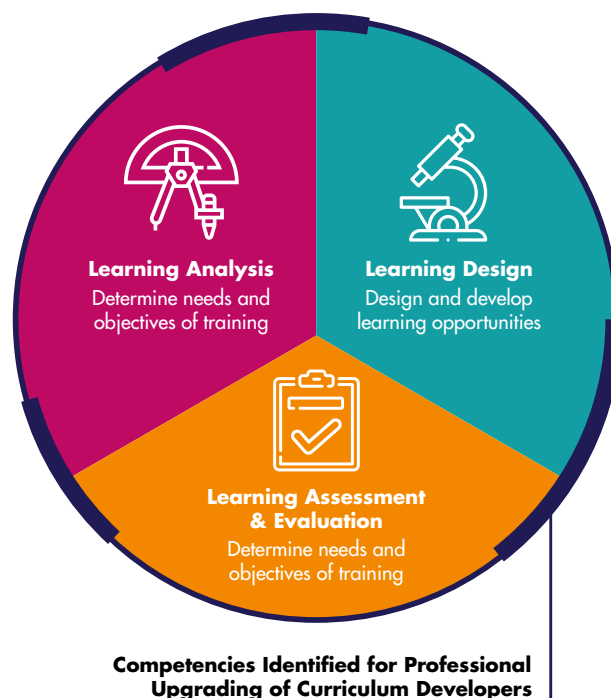 Learning Analysis
Determine needs and
objectives of training
Learning Design
Design and develop
learning opportunities
Learning Assessment
& Evaluation
Determine needs and
objectives of training
Competencies Identified for Professional
Upgrading of Curriculum Developers